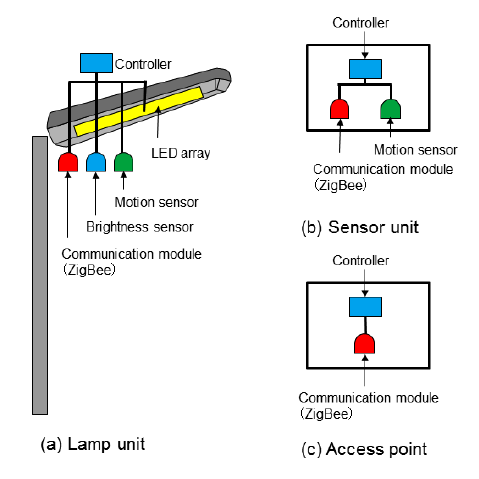 Controller
LED array
Motion sensor
Brightness sensor
Communication module
(ZigBee)
(a) Lamp unit
Controller
Motion sensor
Communication module
(ZigBee)
(b) Sensor unit
Controller
Communication module
(ZigBee)
(c) Access point